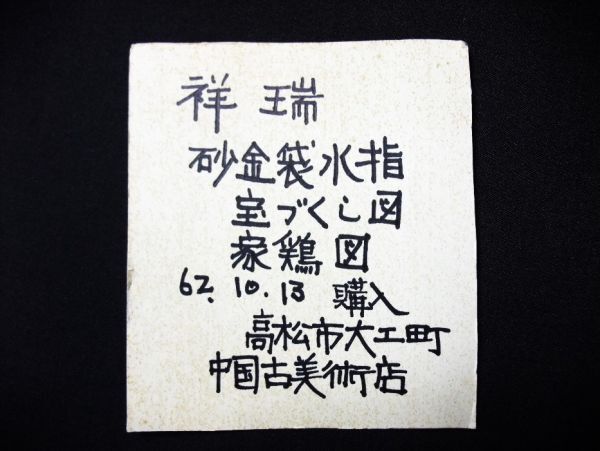 祥瑞
砂金袋水指
宝づくし図
家鶏図
62.10.13 購入
高松市大工町
中国古美術店